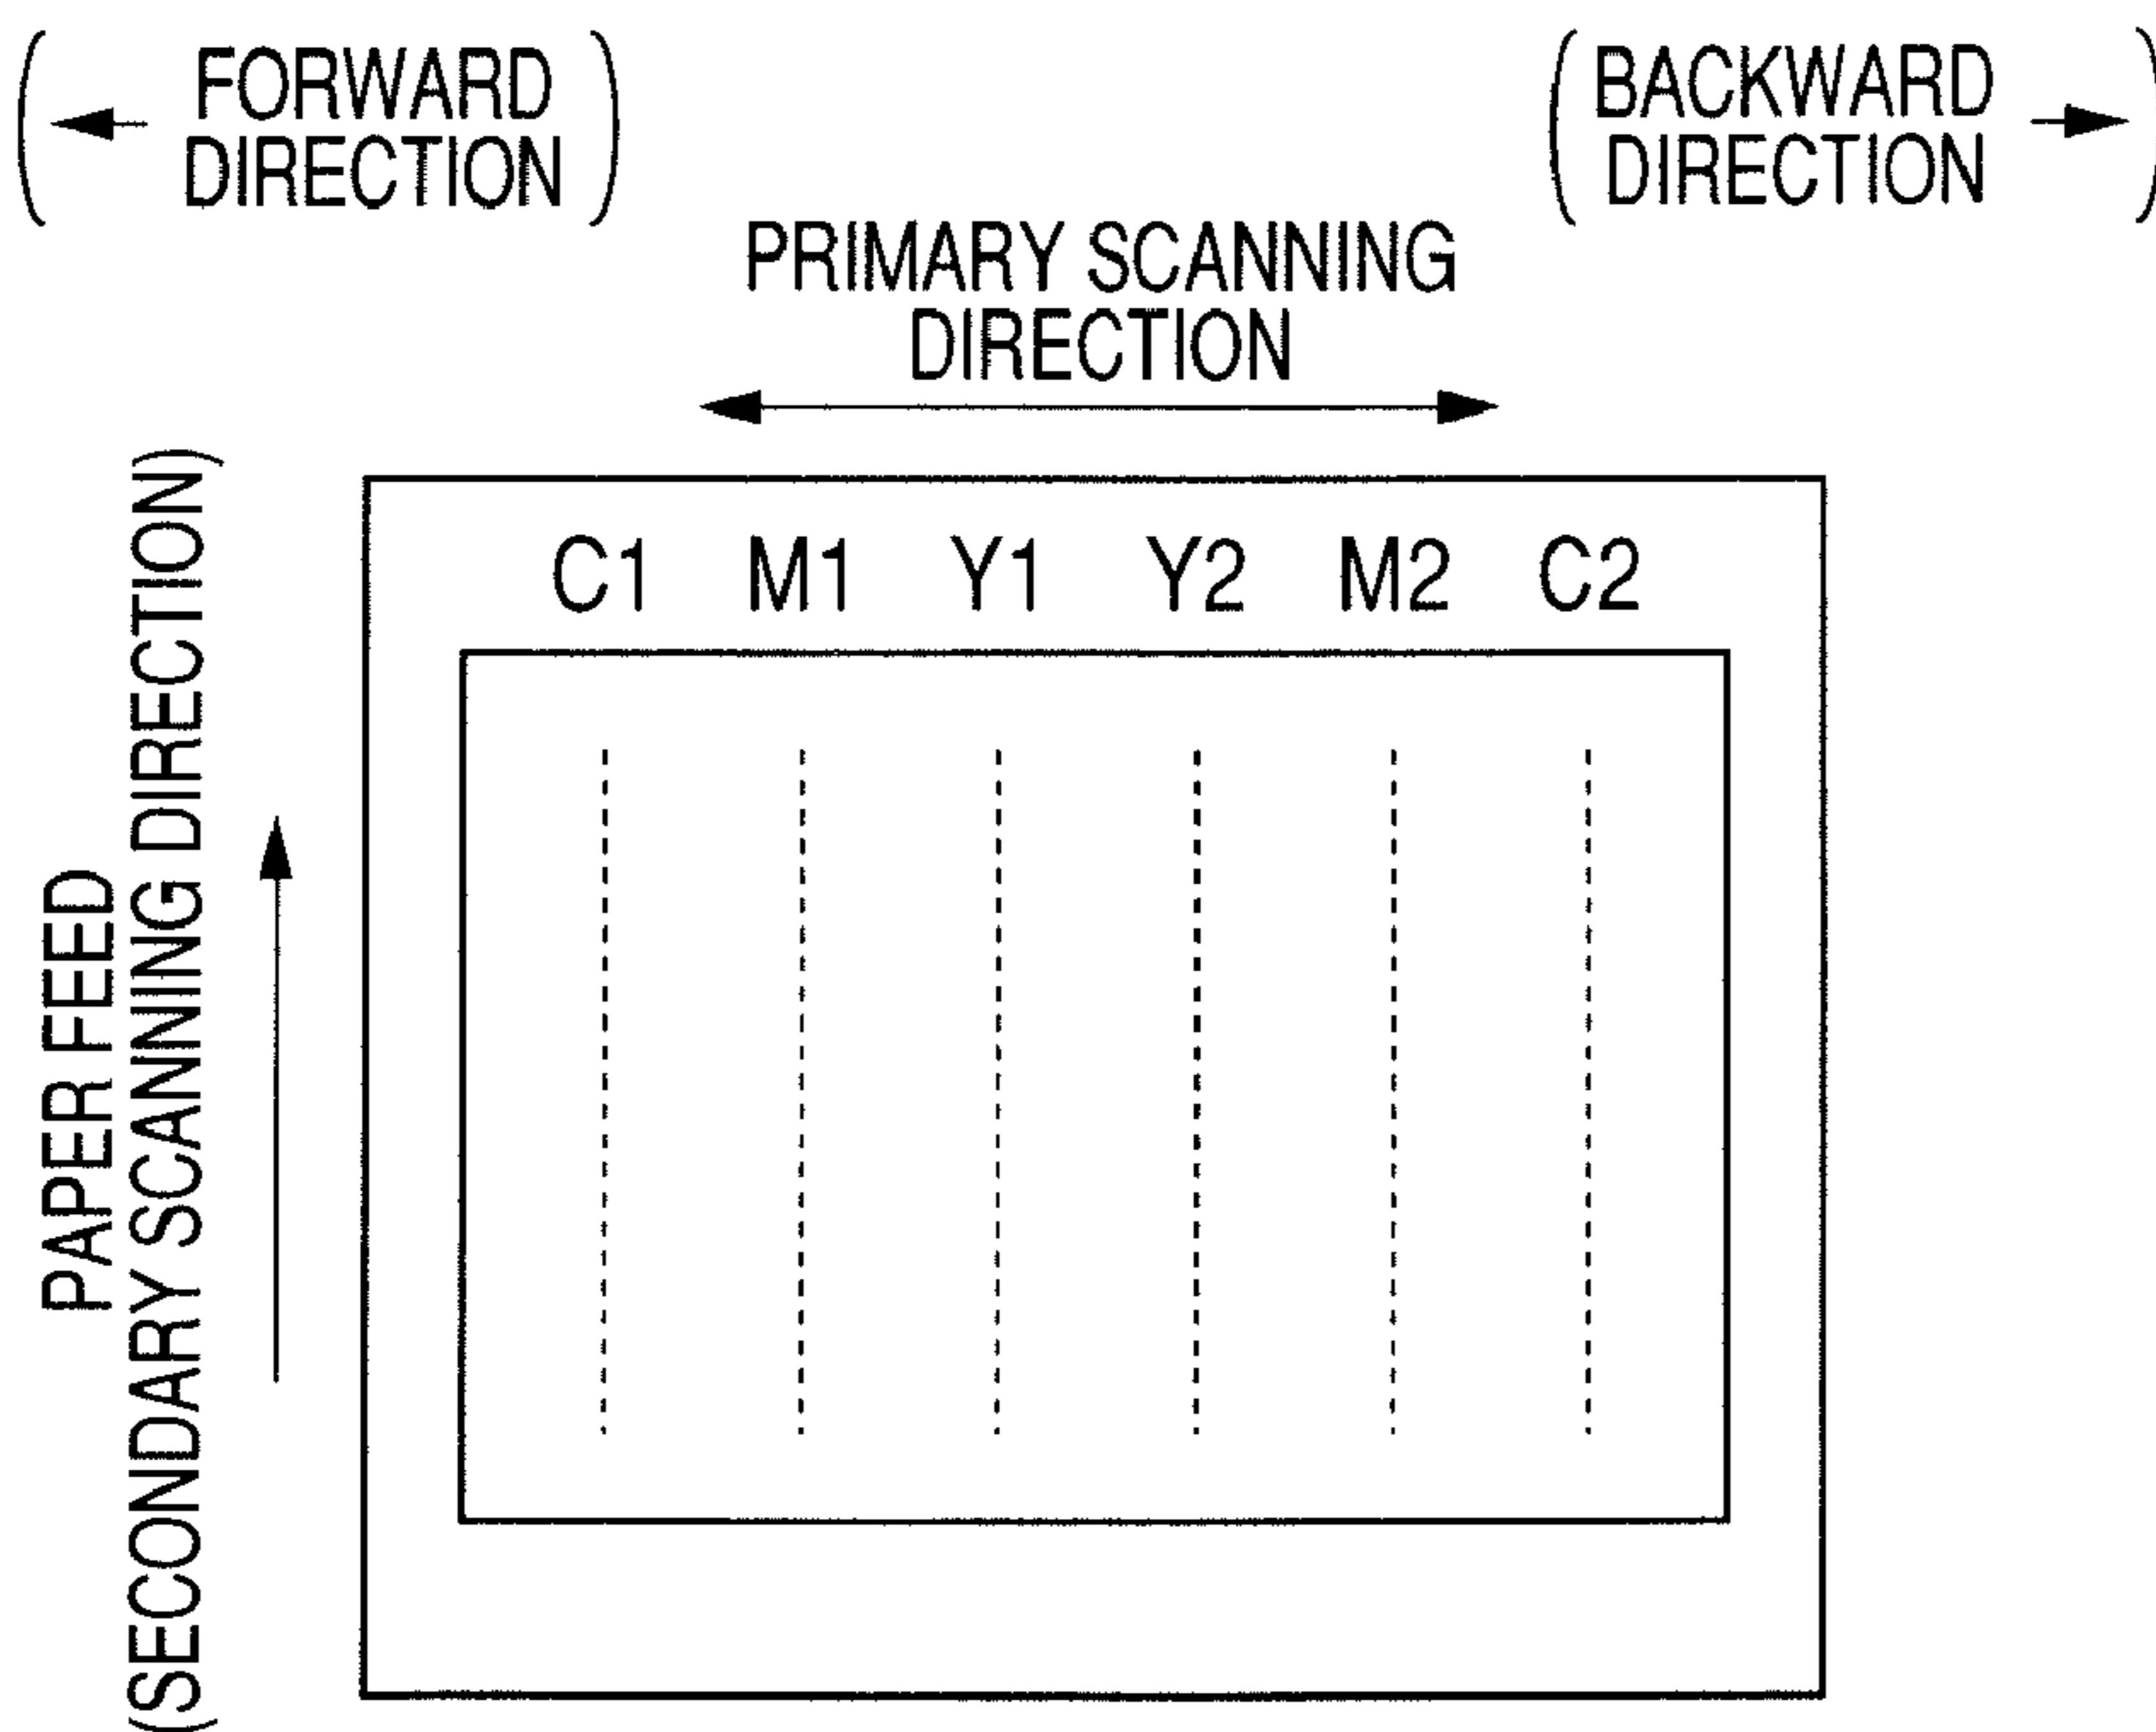 ( FORWARD
DIRECTION )
( BACKWARD
DIRECTION )
PRIMARY SCANNING
DIRECTION
PAPER FEED
(SECONDARY SCANNING DIRECTION)
C1 M1 Y1 Y2 M2 C2